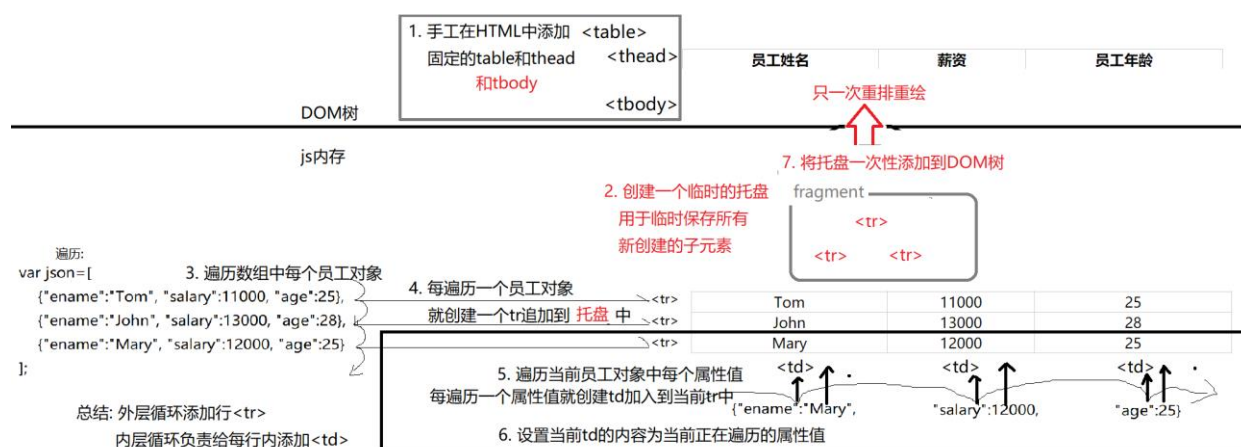 1. 手工在HTML中添加 <table>
固定的table和thead <thead>
和tbody
<tbody>
员工姓名 薪资 员工年龄
只一次重排重绘
DOM树
js内存
7. 将托盘一次性添加到DOM树
2. 创建一个临时的托盘
用于临时保存所有
新创建的子元素
fragment
<tr>
<tr> <tr>
遍历:
var json=[
{"ename":"Tom", "salary":11000, "age":25},
{"ename":"John", "salary":13000, "age":28},
{"ename":"Mary", "salary":12000, "age":25}
];
3. 遍历数组中每个员工对象
4. 每遍历一个员工对象
就创建一个tr追加到 托盘 中
<tr> Tom 11000 25
<tr> John 13000 28
<tr> Mary 12000 25
<td> <td> <td>
5. 遍历当前员工对象中每个属性值
每遍历一个属性值就创建td加入到当前tr中
{"ename":"Mary", "salary":12000, "age":25}
6. 设置当前td的内容为当前正在遍历的属性值
总结: 外层循环添加行<tr>
内层循环负责给每行内添加<td>